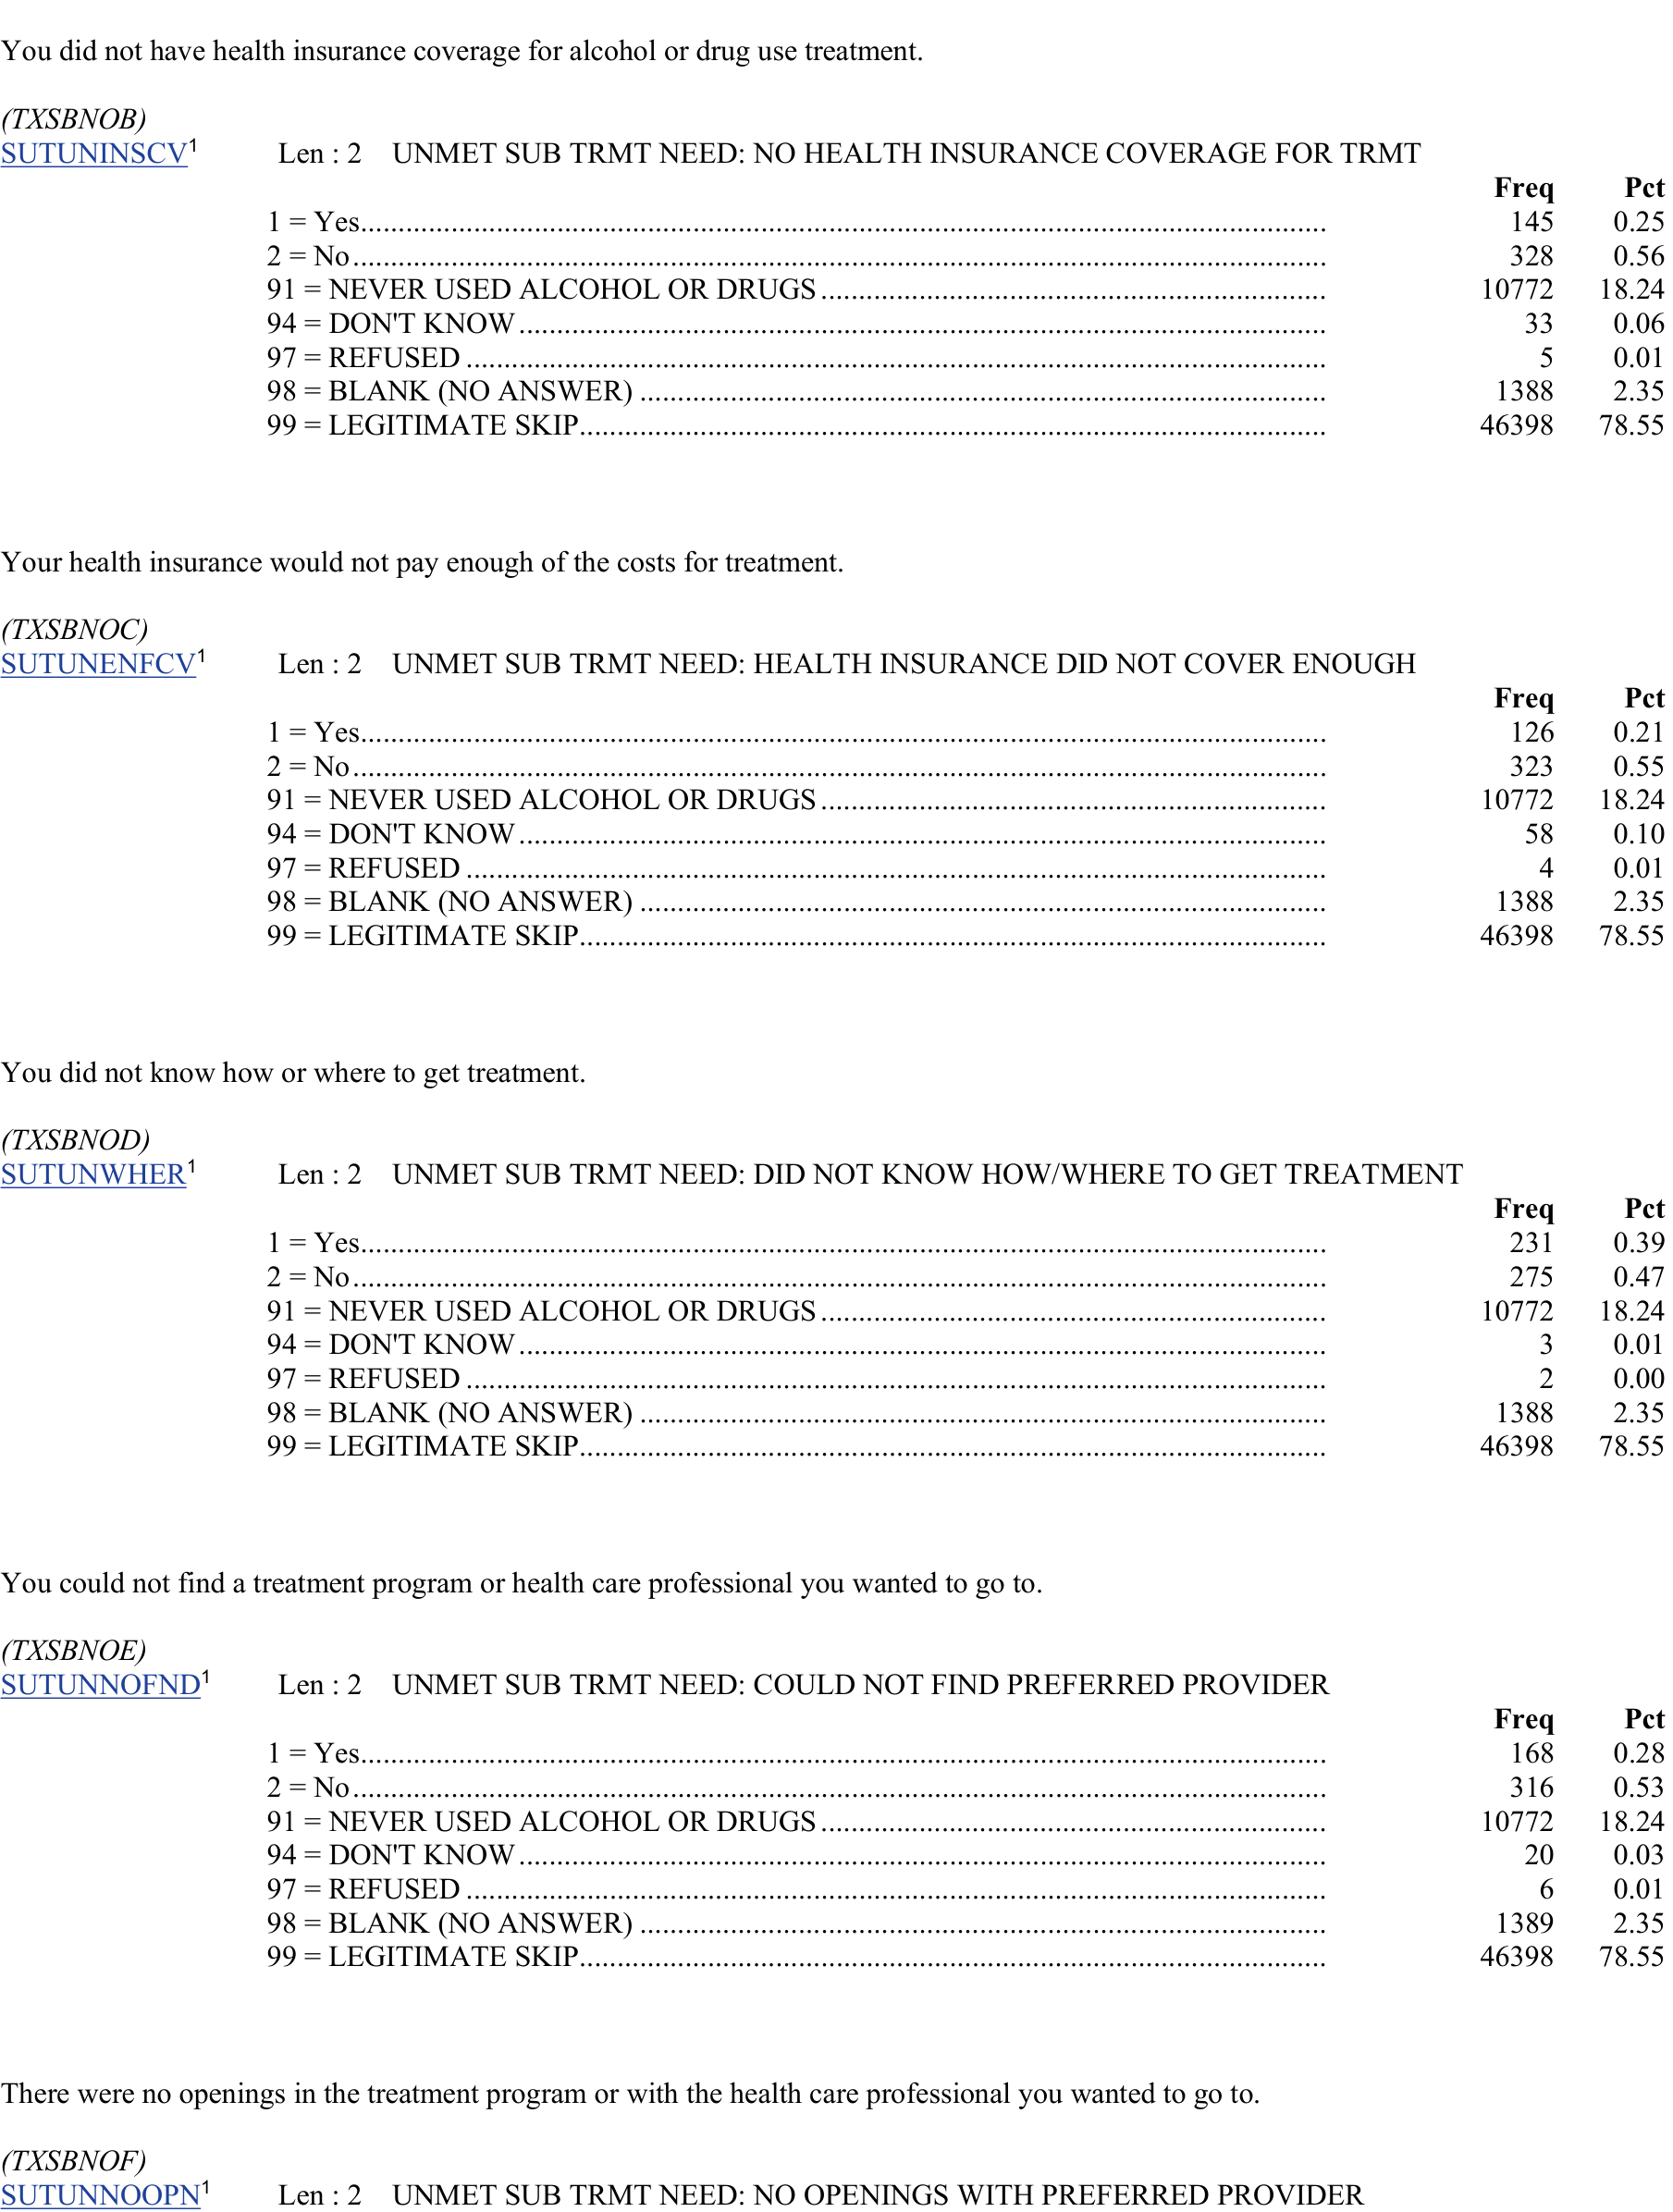 You did not have health insurance coverage for alcohol or drug use treatment.
(TXSBNOB)
SUTUNINSCV1 Len : 2 UNMET SUB TRMT NEED: NO HEALTH INSURANCE COVERAGE FOR TRMT
Freq Pct
1 = Yes 145 0.25
2 = No 328 0.56
91 = NEVER USED ALCOHOL OR DRUGS 10772 18.24
94 = DON'T KNOW 33 0.06
97 = REFUSED 5 0.01
98 = BLANK (NO ANSWER) 1388 2.35
99 = LEGITIMATE SKIP 46398 78.55
Your health insurance would not pay enough of the costs for treatment.
(TXSBNOC)
SUTUNENFCV1 Len : 2 UNMET SUB TRMT NEED: HEALTH INSURANCE DID NOT COVER ENOUGH
Freq Pct
1 = Yes 126 0.21
2 = No 323 0.55
91 = NEVER USED ALCOHOL OR DRUGS 10772 18.24
94 = DON'T KNOW 58 0.10
97 = REFUSED 4 0.01
98 = BLANK (NO ANSWER) 1388 2.35
99 = LEGITIMATE SKIP 46398 78.55
You did not know how or where to get treatment.
(TXSBNOD)
SUTUNWHER1 Len : 2 UNMET SUB TRMT NEED: DID NOT KNOW HOW/WHERE TO GET TREATMENT
Freq Pct
1 = Yes 231 0.39
2 = No 275 0.47
91 = NEVER USED ALCOHOL OR DRUGS 10772 18.24
94 = DON'T KNOW 3 0.01
97 = REFUSED 2 0.00
98 = BLANK (NO ANSWER) 1388 2.35
99 = LEGITIMATE SKIP 46398 78.55
You could not find a treatment program or health care professional you wanted to go to.
(TXSBNOE)
SUTUNNOFND1 Len : 2 UNMET SUB TRMT NEED: COULD NOT FIND PREFERRED PROVIDER
Freq Pct
1 = Yes 168 0.28
2 = No 316 0.53
91 = NEVER USED ALCOHOL OR DRUGS 10772 18.24
94 = DON'T KNOW 20 0.03
97 = REFUSED 6 0.01
98 = BLANK (NO ANSWER) 1389 2.35
99 = LEGITIMATE SKIP 46398 78.55
There were no openings in the treatment program or with the health care professional you wanted to go to.
(TXSBNOF)
SUTUNNOOPN1 Len : 2 UNMET SUB TRMT NEED: NO OPENINGS WITH PREFERRED PROVIDER